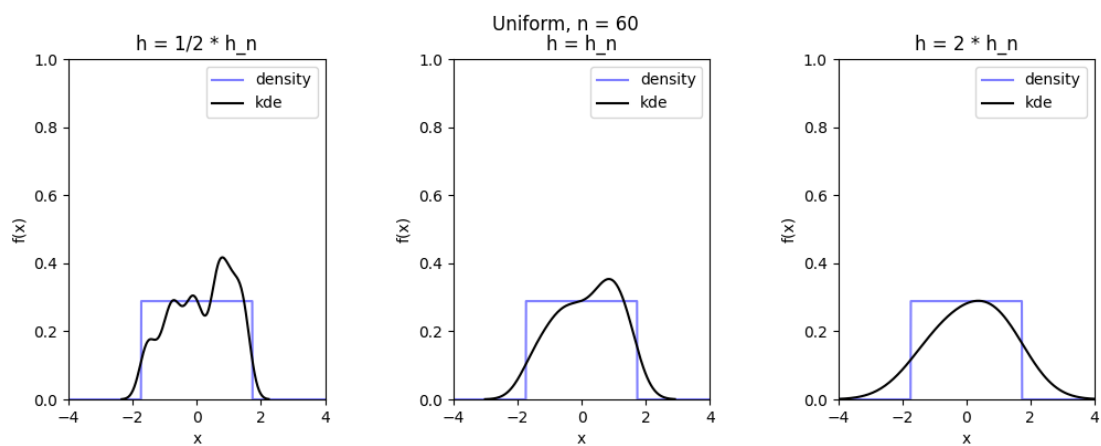 Uniform, n = 60
h = 1/2 * h_n
1.0
0.8
0.6
0.4
0.2
0.0
f(x)
−4
−2
0
2
4
x
density
kde
h = h_n
1.0
0.8
0.6
0.4
0.2
0.0
f(x)
−4
−2
0
2
4
x
density
kde
h = 2 * h_n
1.0
0.8
0.6
0.4
0.2
0.0
f(x)
−4
−2
0
2
4
x
density
kde